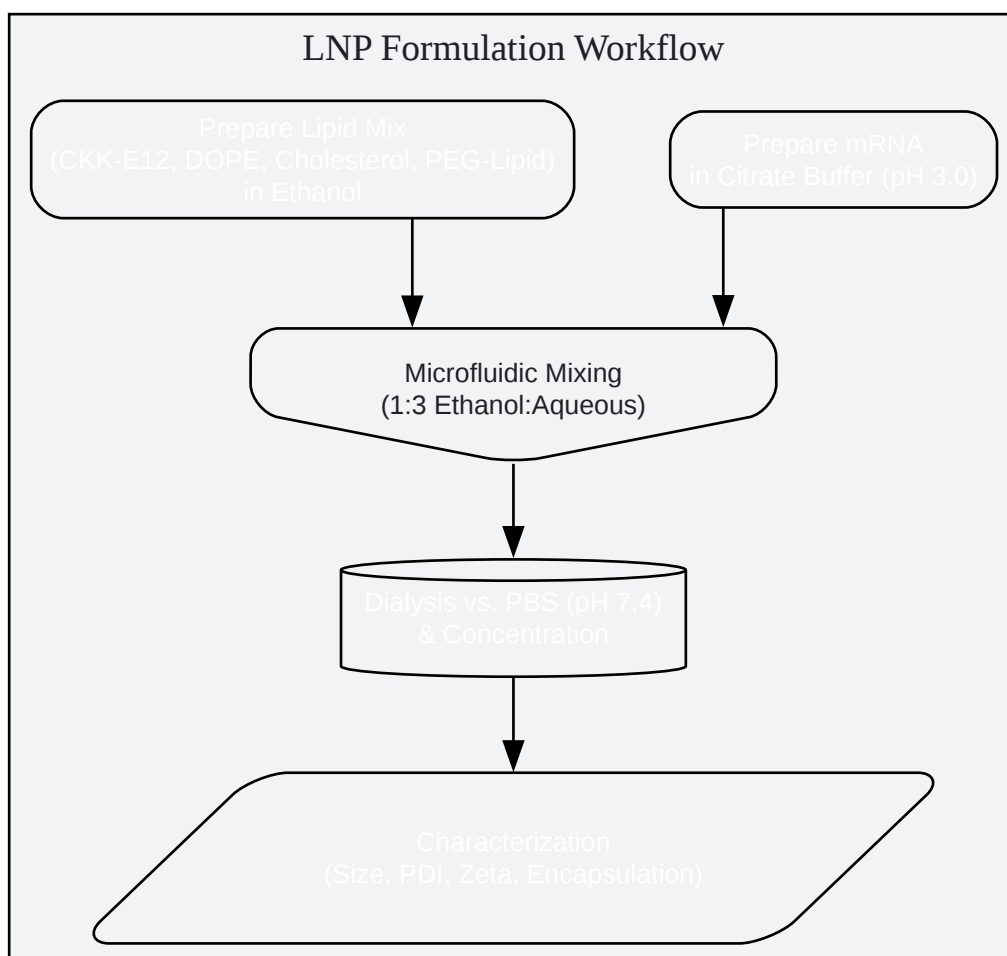 LNP Formulation Workflow
Prepare Lipid Mix
(CKK-E12, DOPE, Cholesterol, PEG-Lipid)
in Ethanol
Prepare mRNA
in Citrate Buffer (pH 3.0)
Microfluidic Mixing
(1:3 Ethanol:Aqueous)
Dialysis vs. PBS (pH 7.4)
& Concentration
Characterization
(Size, PDI, Zeta, Encapsulation)